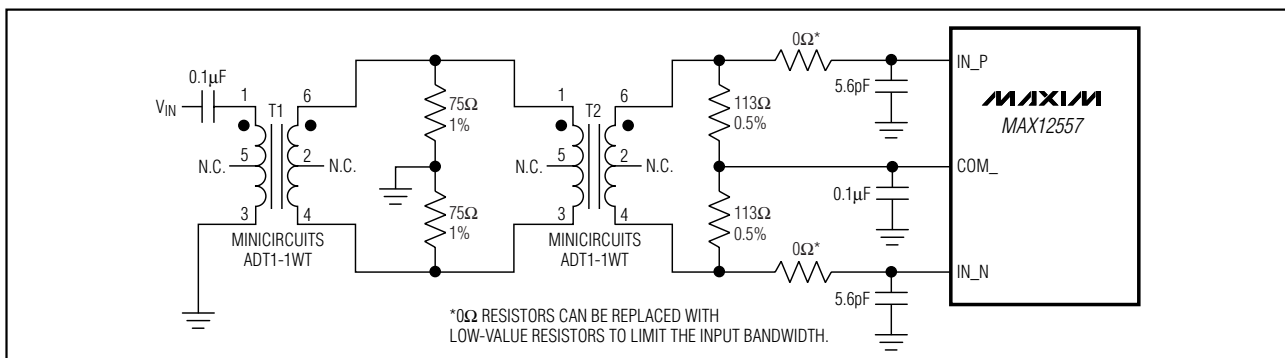 0.1µF
V_IN
1
T1
6
5
N.C.
2
N.C.
3
4
MINICIRCUITS
ADT1-1WT
75Ω
1%
75Ω
1%
1
T2
6
5
N.C.
2
N.C.
3
4
MINICIRCUITS
ADT1-1WT
0Ω*
113Ω
0.5%
113Ω
0.5%
0Ω*
5.6pF
0.1µF
5.6pF
IN_P
MAXIM
MAX12557
COM_
IN_N
*0Ω RESISTORS CAN BE REPLACED WITH
LOW-VALUE RESISTORS TO LIMIT THE INPUT BANDWIDTH.